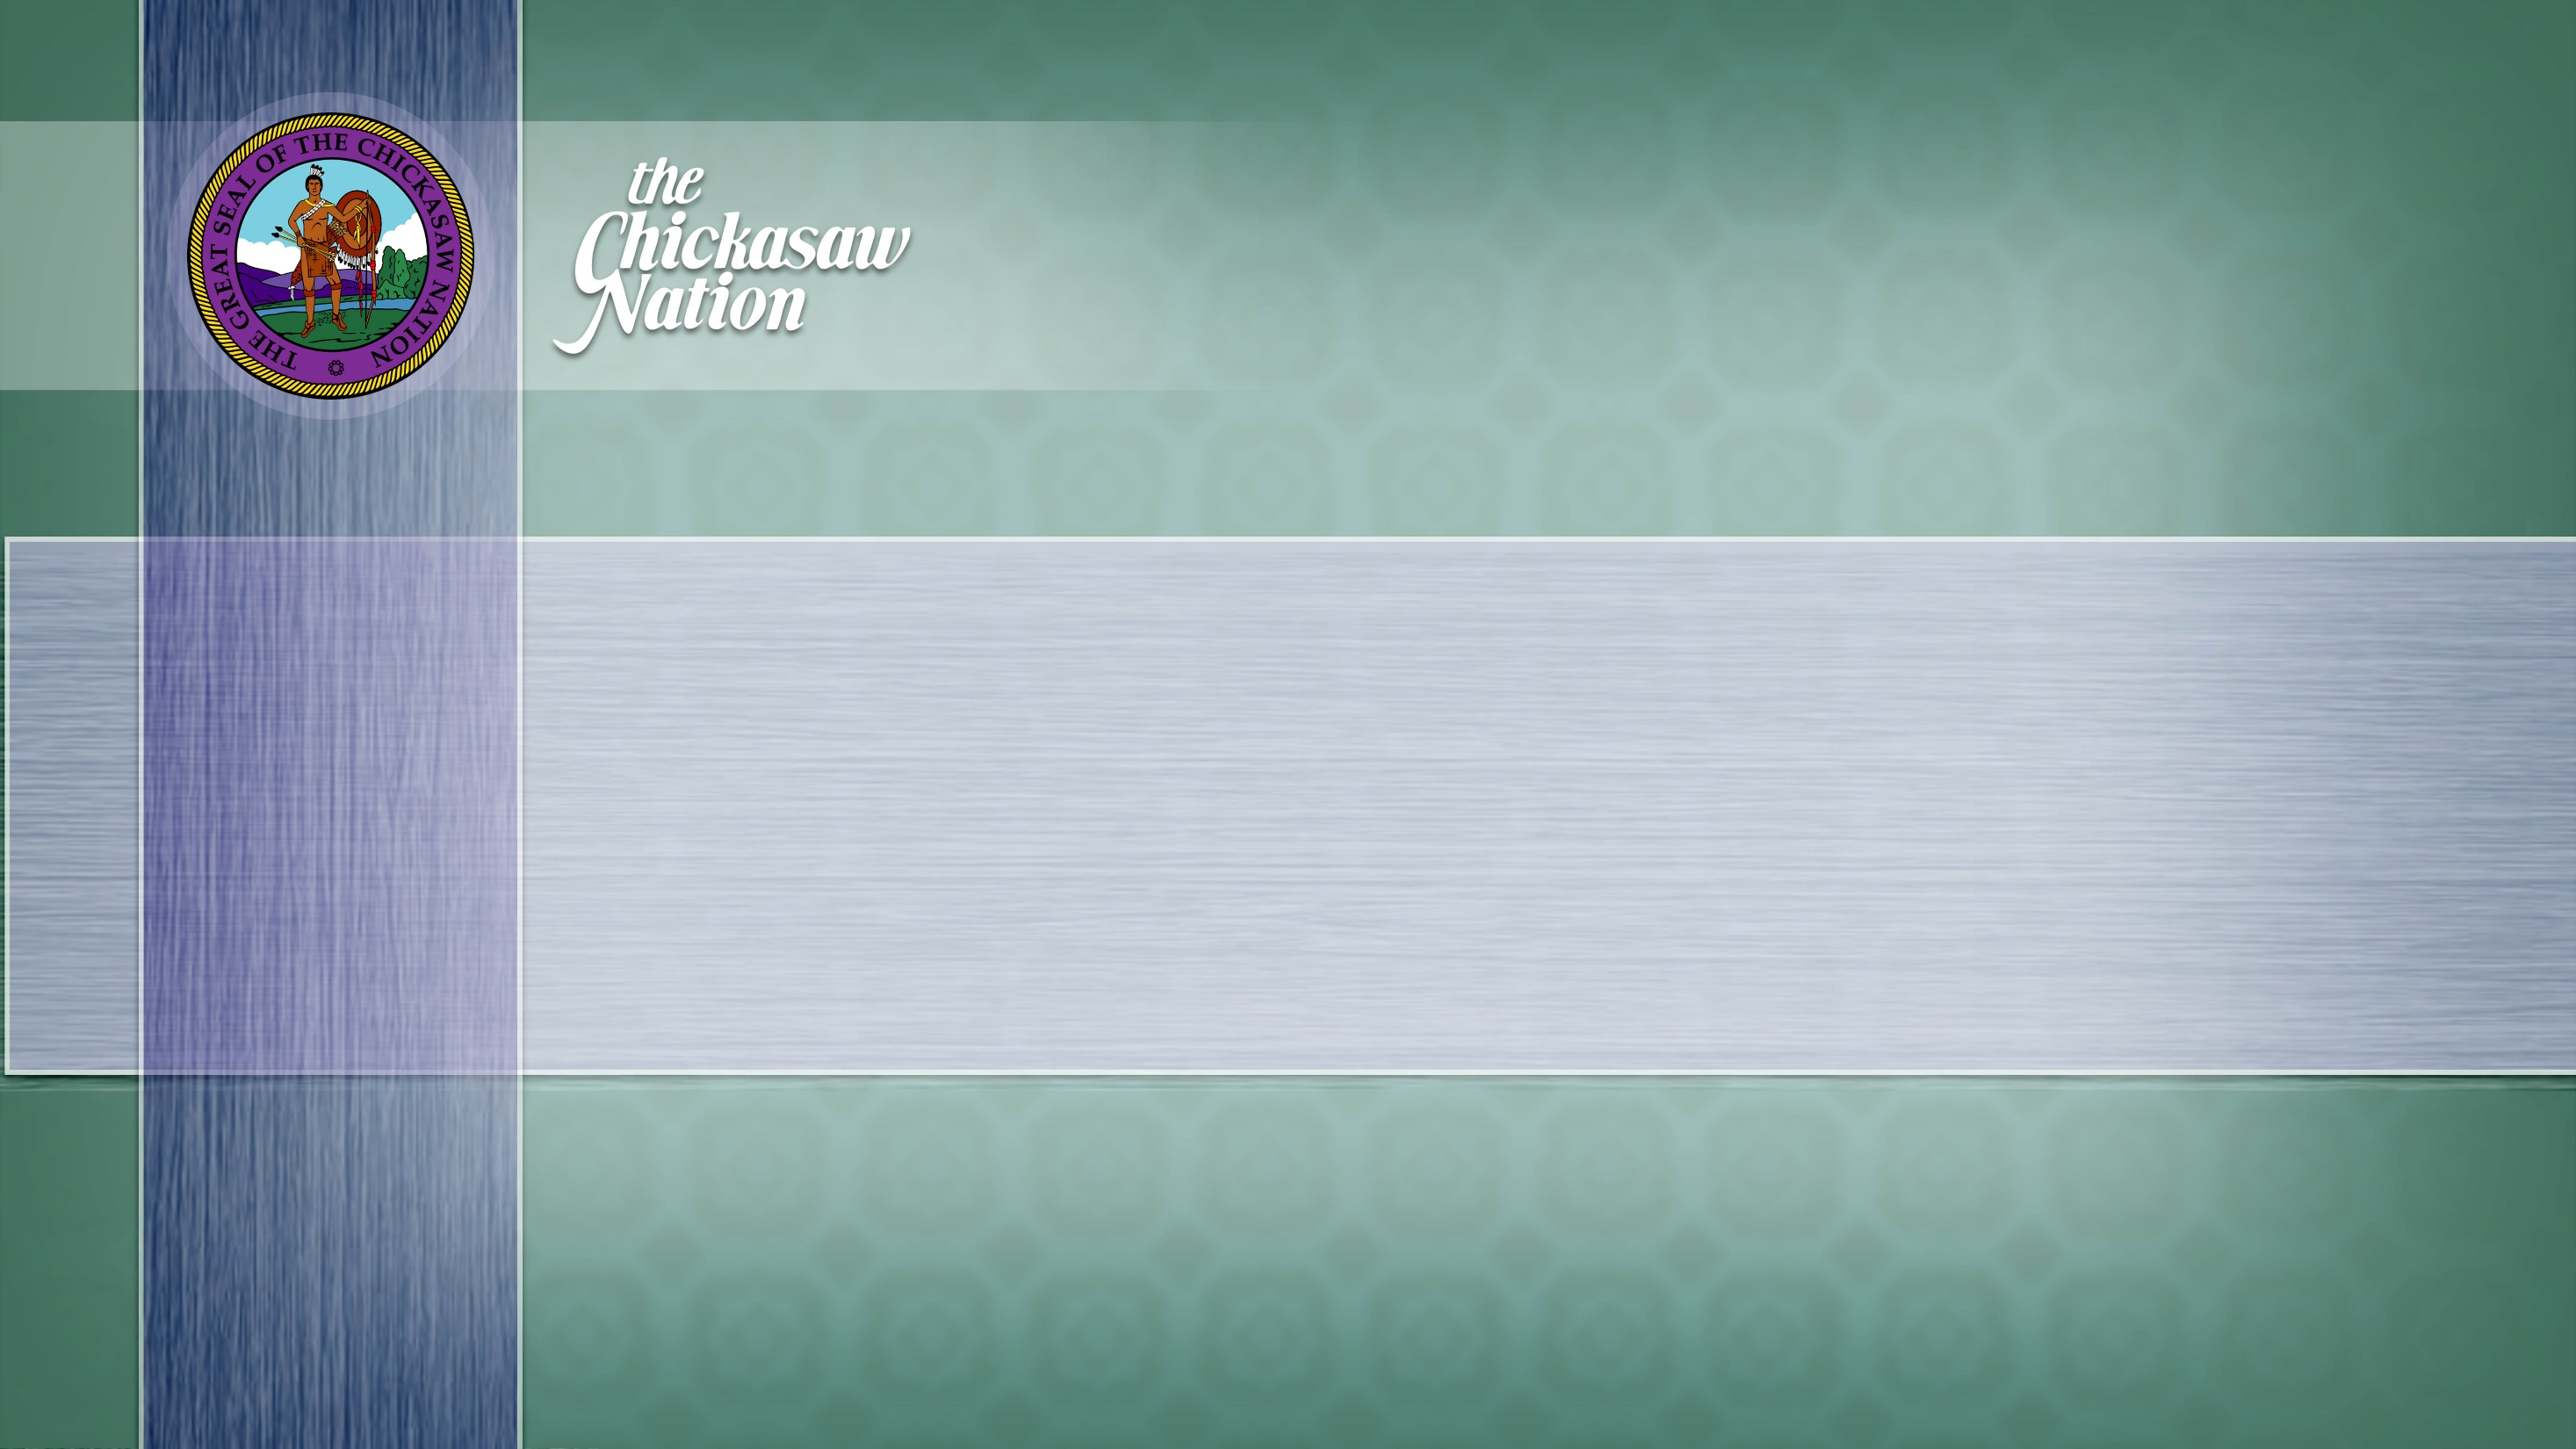 THE GREAT SEAL OF THE CHICKASAW NATION
the
Chickasaw
Nation